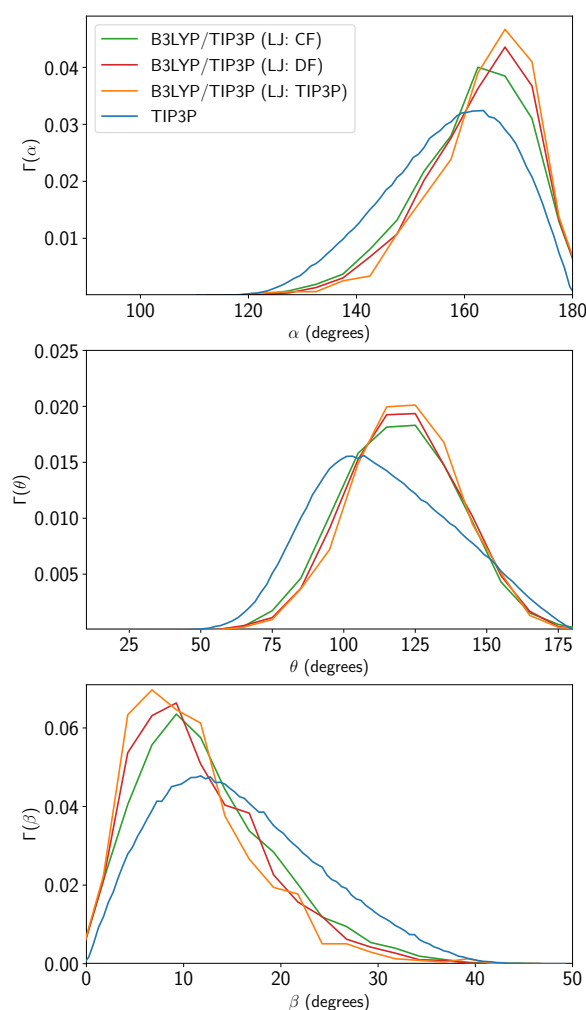 0.04
0.03
0.02
0.01
Γ(α)
B3LYP/TIP3P (LJ: CF)
B3LYP/TIP3P (LJ: DF)
B3LYP/TIP3P (LJ: TIP3P)
TIP3P
100 120 140 160 180
α (degrees)
0.025
0.020
0.015
0.010
0.005
Γ(θ)
25 50 75 100 125 150 175
θ (degrees)
0.06
0.04
0.02
0.00
Γ(β)
0 10 20 30 40 50
β (degrees)